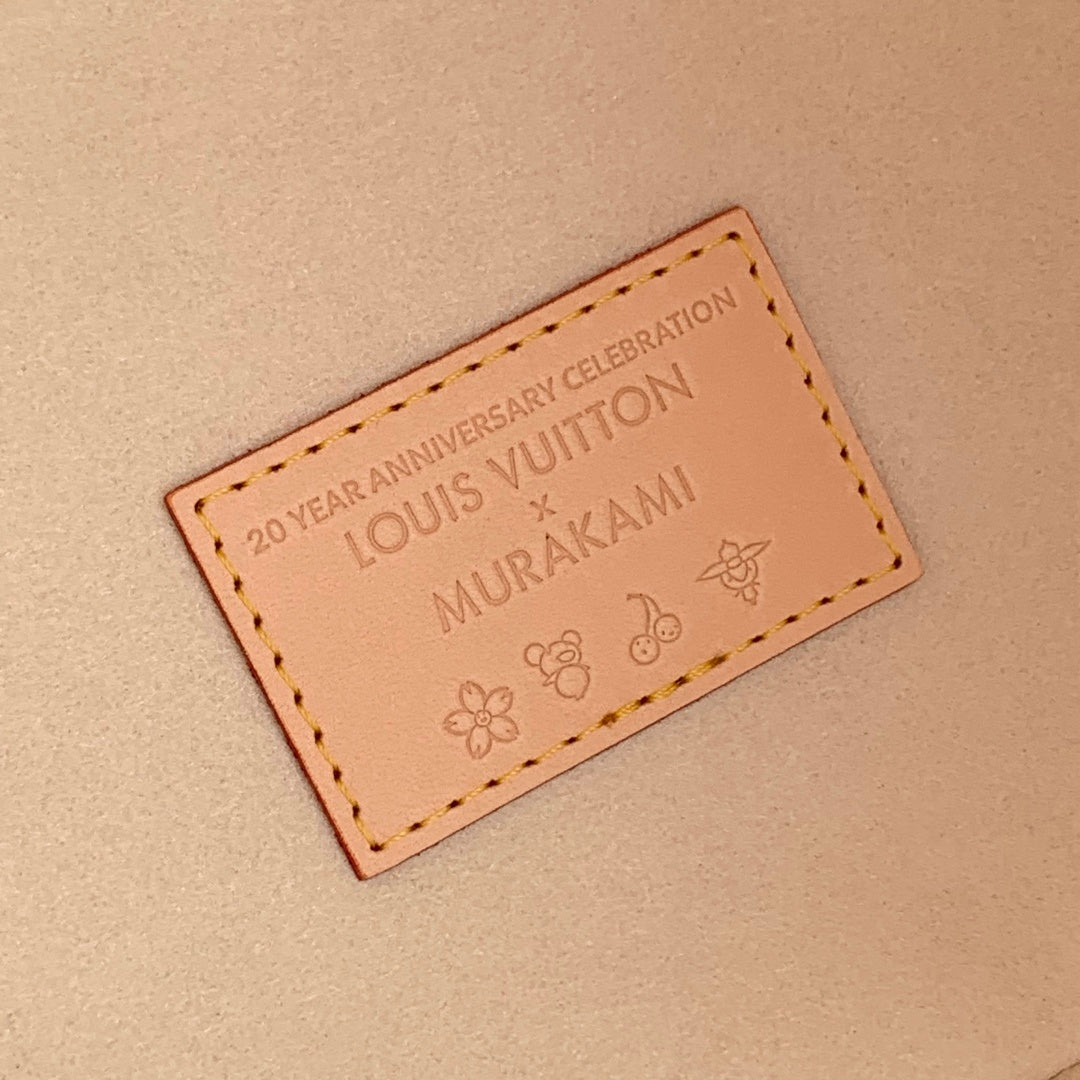 20 YEAR ANNIVERSARY CELEBRATION
LOUIS VUITTON
x
MURAKAMI